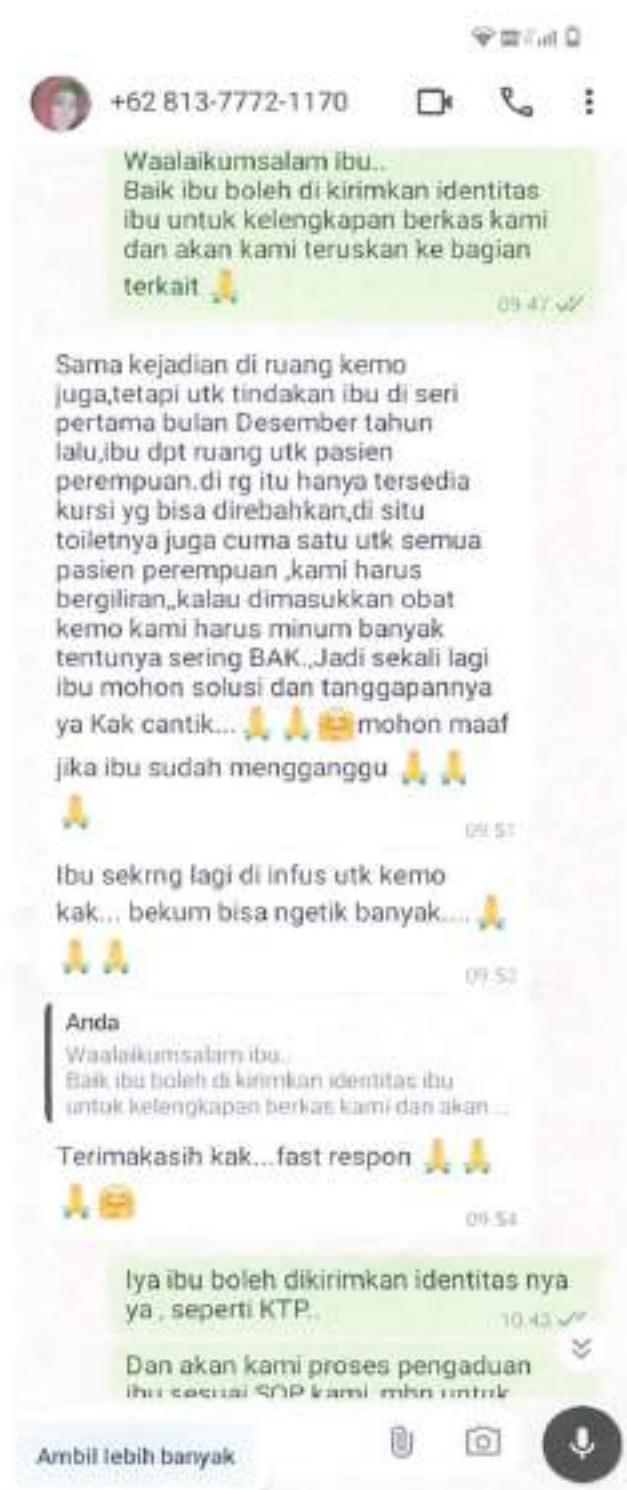 +62 813-7772-1170
Waalaikumsalam ibu..
Baik ibu boleh di kirimkan identitas
ibu untuk kelengkapan berkas kami
dan akan kami teruskan ke bagian
terkait 🙏
09.47
Sama kejadian di ruang kemo
juga,tetapi utk tindakan ibu di seri
pertama bulan Desember tahun
lalu,ibu dpt ruang utk pasien
perempuan.di rg itu hanya tersedia
kursi yg bisa direbahkan,di situ
toiletnya juga cuma satu utk semua
pasien perempuan ,kami harus
bergiliran,,kalau dimasukkan obat
kemo kami harus minum banyak
tentunya sering BAK.,Jadi sekali lagi
ibu mohon solusi dan tanggapannya
ya Kak cantik... 🙏 🙏 🤗 mohon maaf
jika ibu sudah mengganggu 🙏 🙏
🙏
09.51
Ibu sekrng lagi di infus utk kemo
kak... bekum bisa ngetik banyak.... 🙏
🙏 🙏
09.53
Anda
Waalaikumsalam ibu..
Baik ibu boleh di kirimkan identitas ibu
untuk kelengkapan berkas kami dan akan...
Terimakasih kak...fast respon 🙏 🙏
🙏 🤗
09.54
Iya ibu boleh dikirimkan identitas nya
ya , seperti KTP..
10.43
Dan akan kami proses pengaduan
ibu sesuai SOP kami, mhn untuk
Ambil lebih banyak